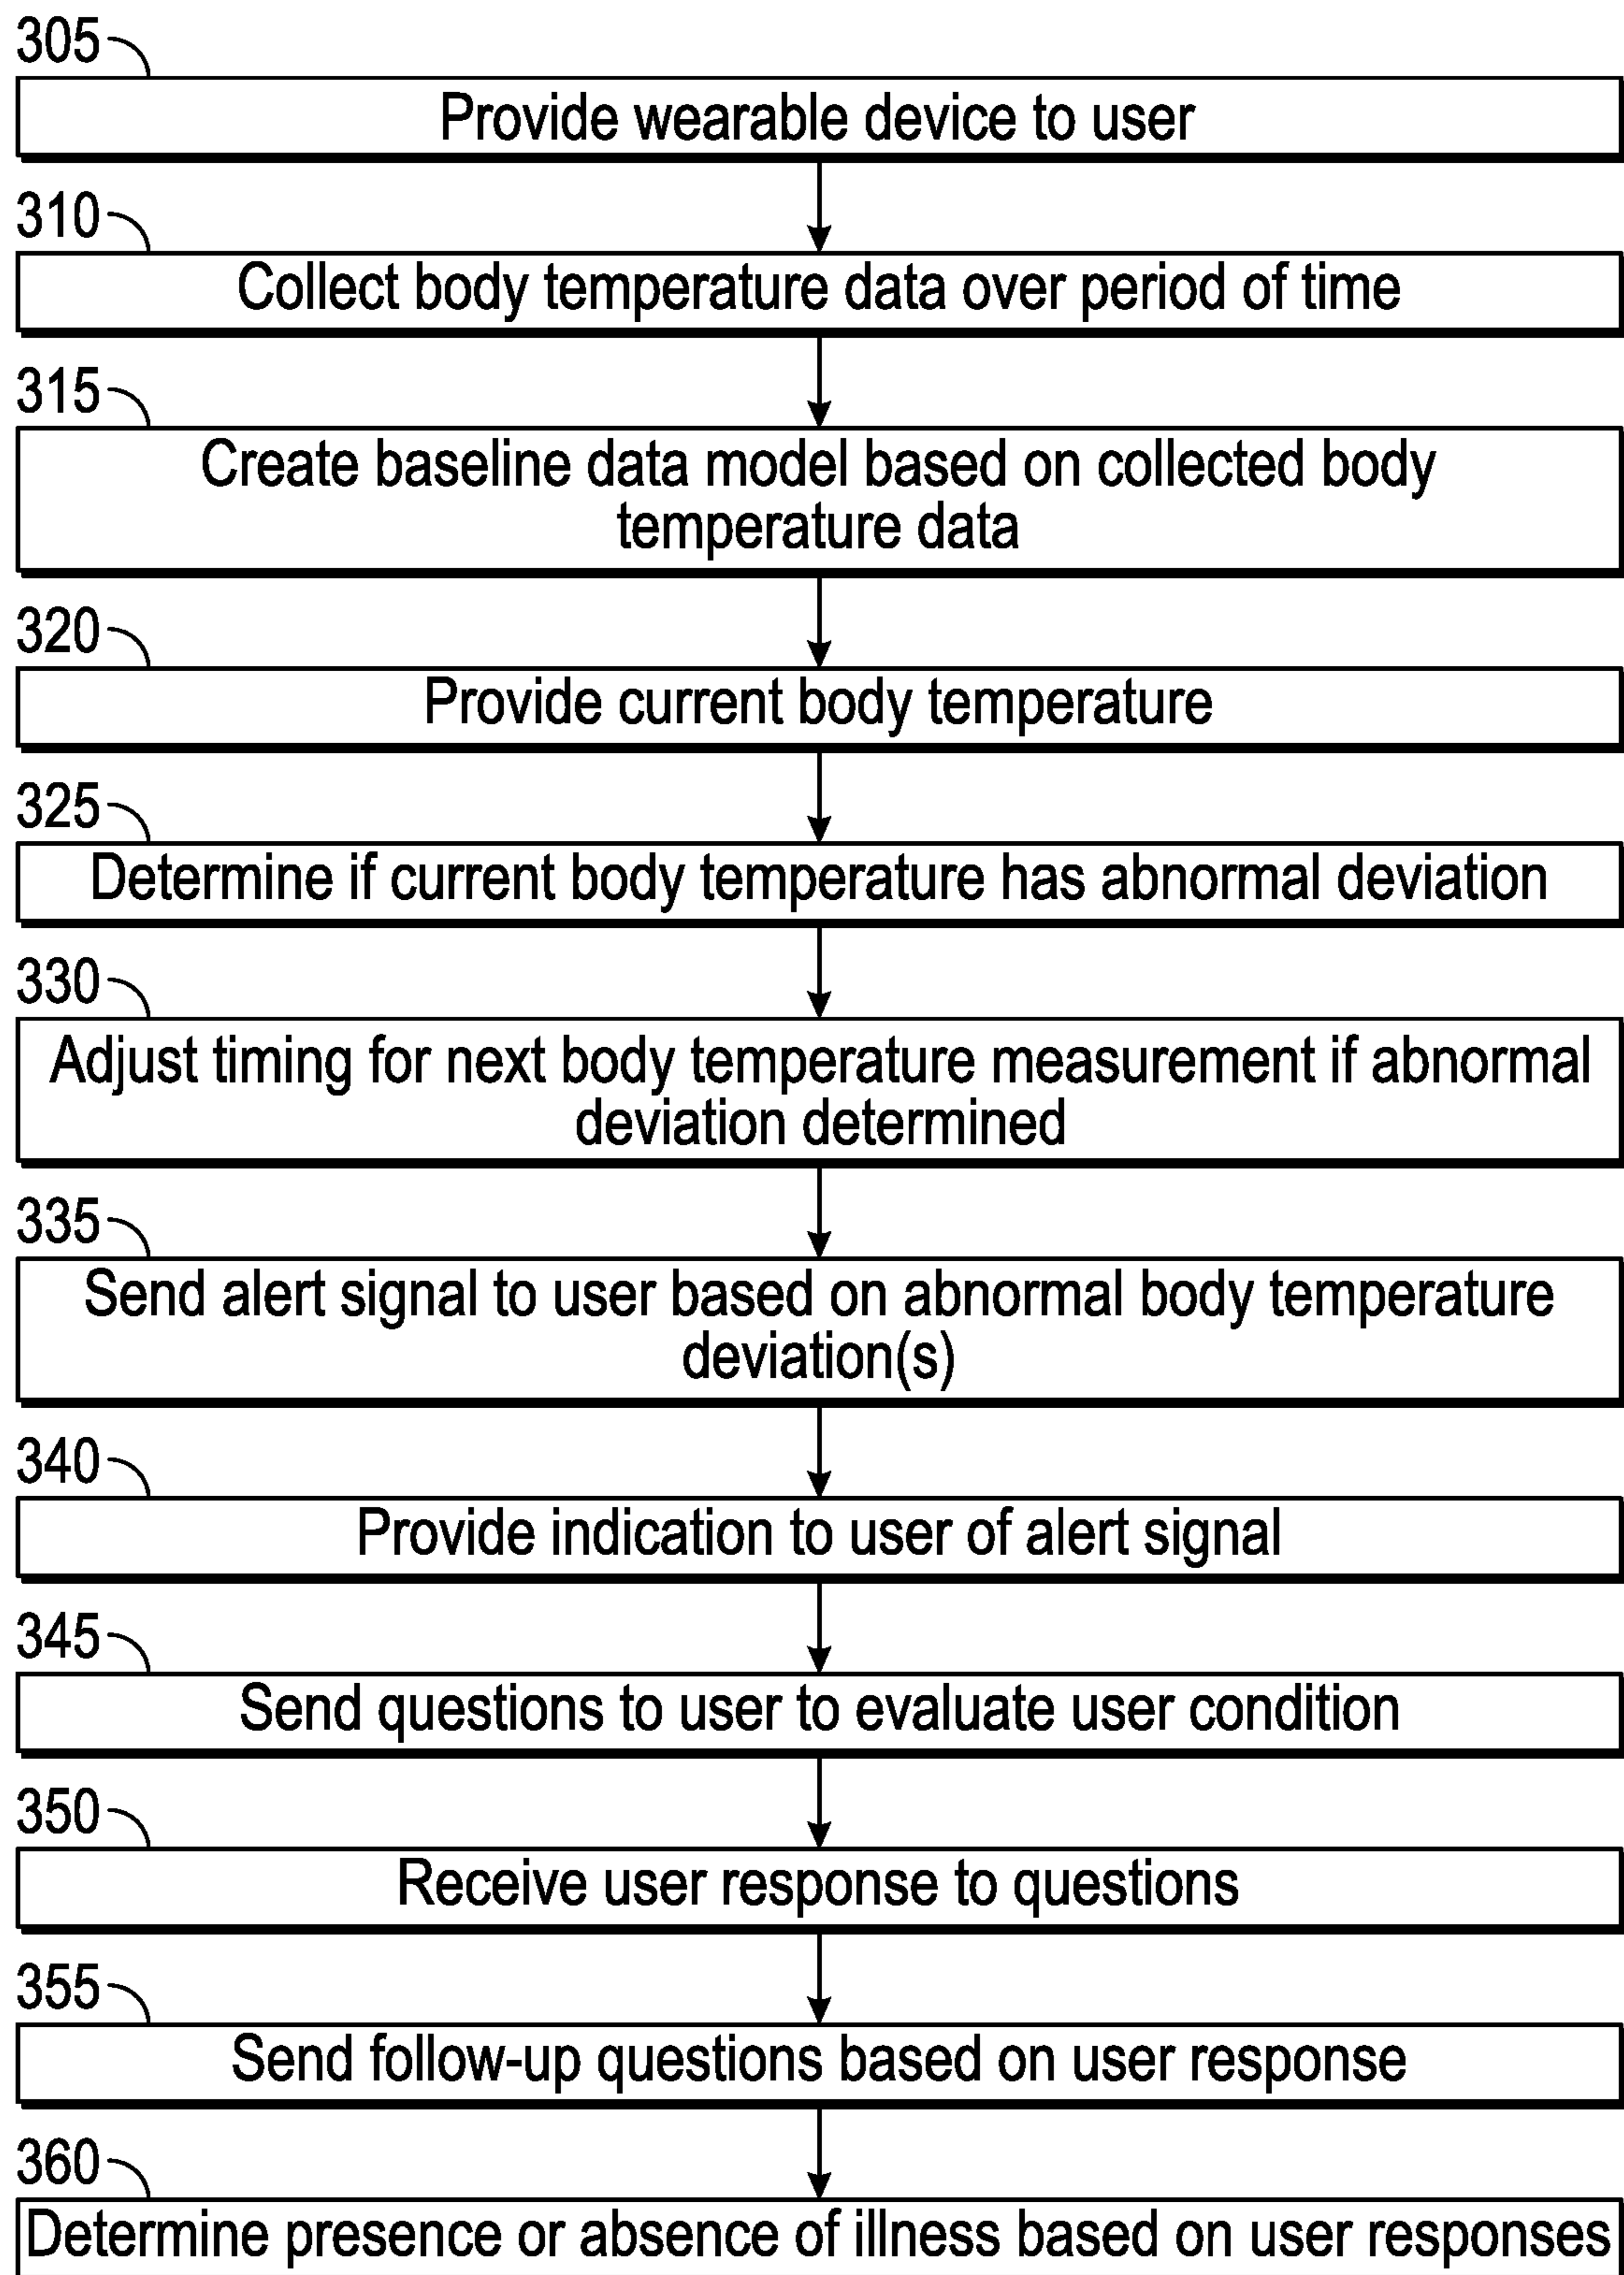 305
Provide wearable device to user
310
Collect body temperature data over period of time
315
Create baseline data model based on collected body
temperature data
320
Provide current body temperature
325
Determine if current body temperature has abnormal deviation
330
Adjust timing for next body temperature measurement if abnormal
deviation determined
335
Send alert signal to user based on abnormal body temperature
deviation(s)
340
Provide indication to user of alert signal
345
Send questions to user to evaluate user condition
350
Receive user response to questions
355
Send follow-up questions based on user response
360
Determine presence or absence of illness based on user responses